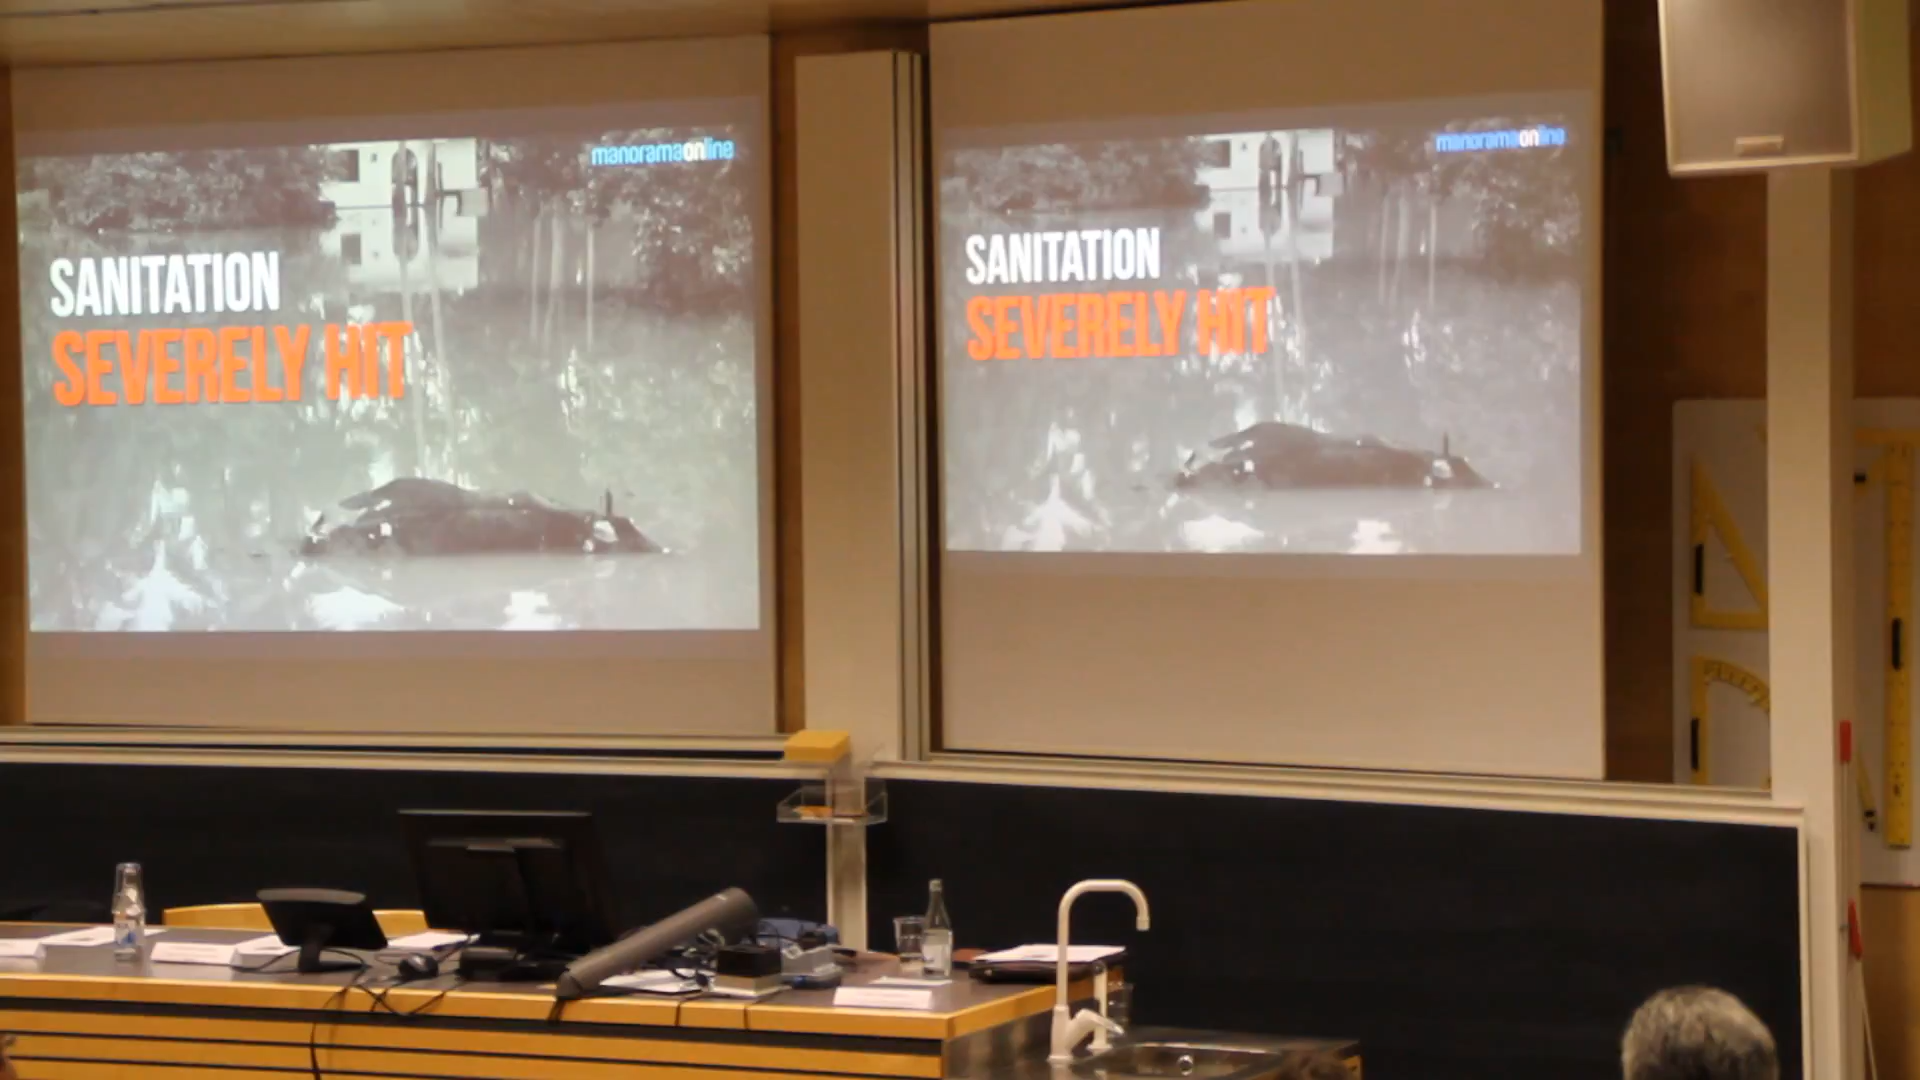 manoramaonline
SANITATION
SEVERELY HIT
manoramaonline
SANITATION
SEVERELY HIT